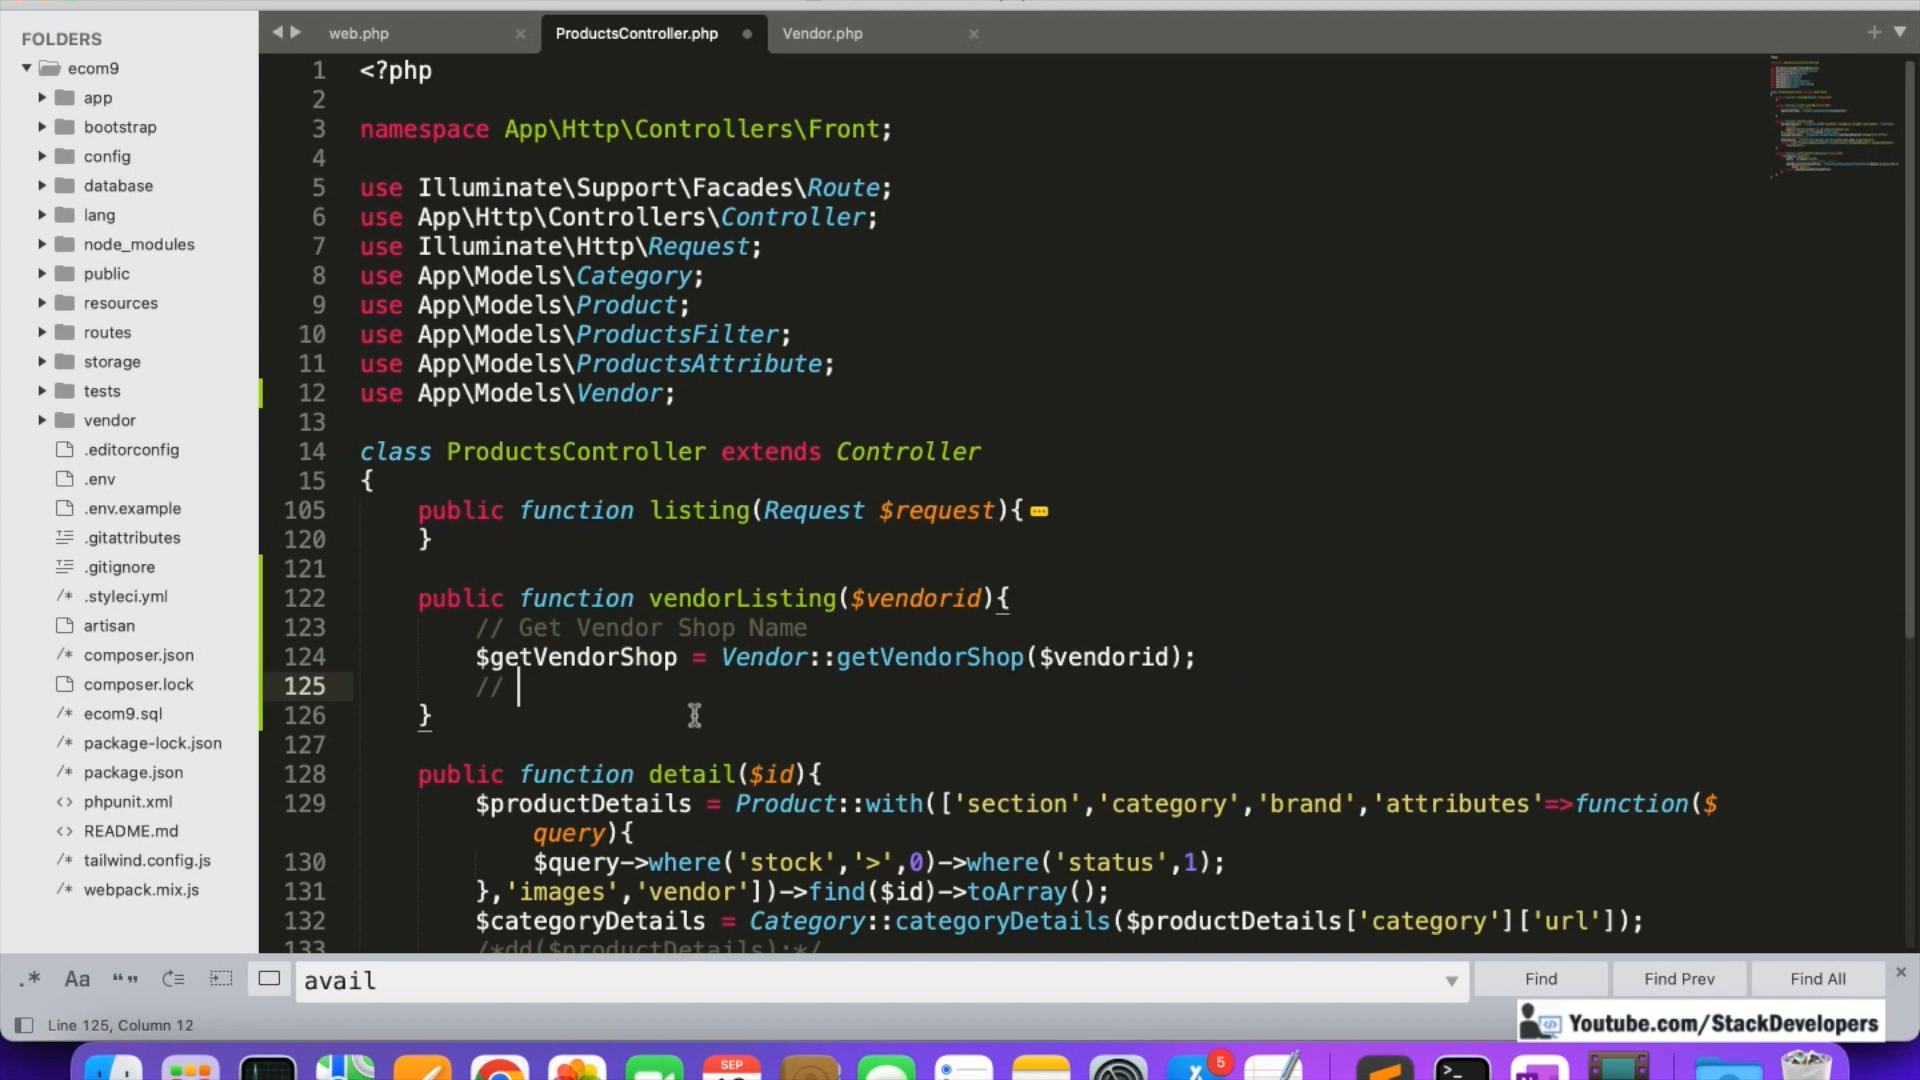 FOLDERS
ecom9
app
bootstrap
config
database
lang
node_modules
public
resources
routes
storage
tests
vendor
.editorconfig
.env
.env.example
.gitattributes
.gitignore
.styleci.yml
artisan
composer.json
composer.lock
ecom9.sql
package-lock.json
package.json
phpunit.xml
README.md
tailwind.config.js
webpack.mix.js
web.php
ProductsController.php
Vendor.php
1 <?php
2
3 namespace App\Http\Controllers\Front;
4
5 use Illuminate\Support\Facades\Route;
6 use App\Http\Controllers\Controller;
7 use Illuminate\Http\Request;
8 use App\Models\Category;
9 use App\Models\Product;
10 use App\Models\ProductsFilter;
11 use App\Models\ProductsAttribute;
12 use App\Models\Vendor;
13
14 class ProductsController extends Controller
15 {
105 public function listing(Request $request){
120 }
121
122 public function vendorListing($vendorid){
123 // Get Vendor Shop Name
124 $getVendorShop = Vendor::getVendorShop($vendorid);
125 //
126 }
127
128 public function detail($id){
129 $productDetails = Product::with(['section','category','brand','attributes'=>function($
query){
130 $query->where('stock','>',0)->where('status',1);
131 },'images','vendor'])->find($id)->toArray();
132 $categoryDetails = Category::categoryDetails($productDetails['category']['url']);
133 /*dd($productDetails);*/
.* Aa “” avail Find Find Prev Find All
Line 125, Column 12
Youtube.com/StackDevelopers
SEP
5